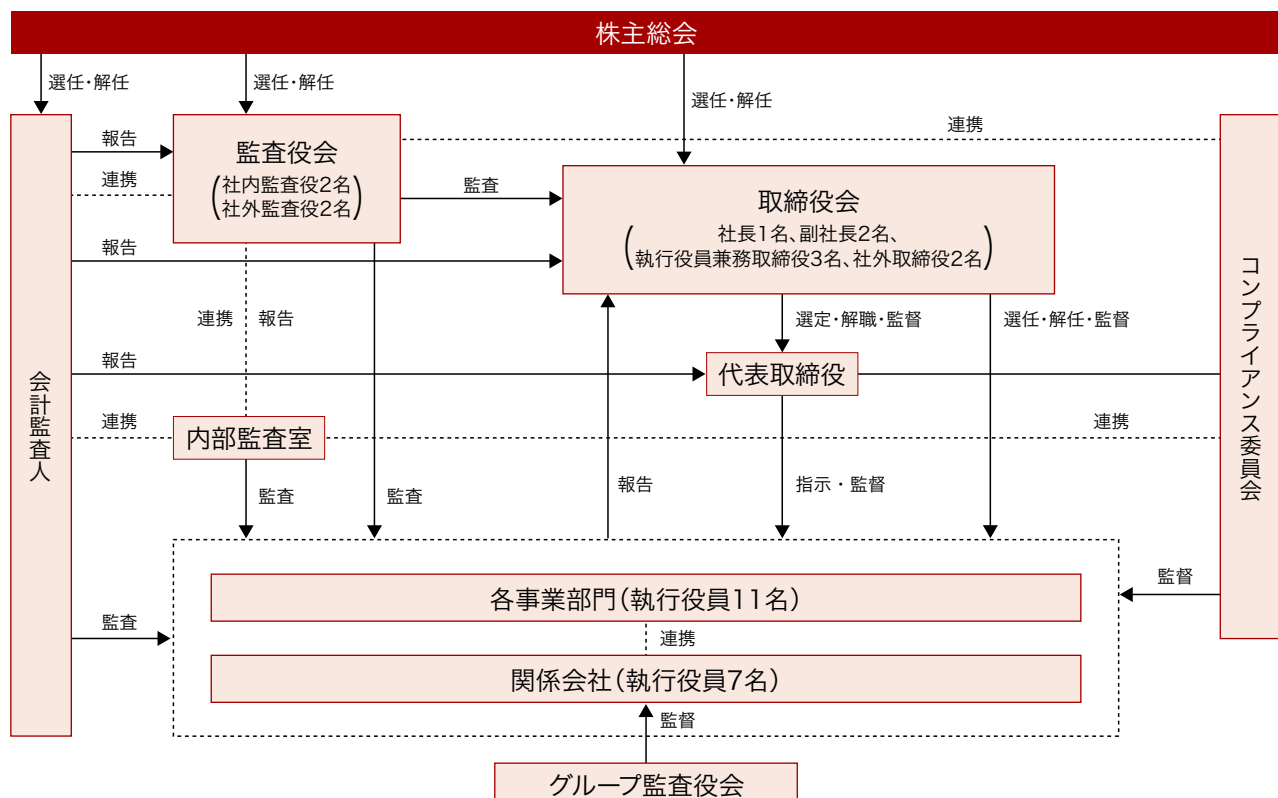 株主総会
選任・解任
選任・解任
選任・解任
報告
監査役会
(社内監査役2名
社外監査役2名)
連携
連携
監査
取締役会
(社長1名、副社長2名、
執行役員兼務取締役3名、社外取締役2名)
報告
コンプライアンス委員会
連携
報告
選定・解職・監督
選任・解任・監督
報告
代表取締役
会計監査人
連携
内部監査室
連携
監査
監査
報告
指示・監督
各事業部門(執行役員11名)
監督
監査
連携
関係会社(執行役員7名)
監督
グループ監査役会